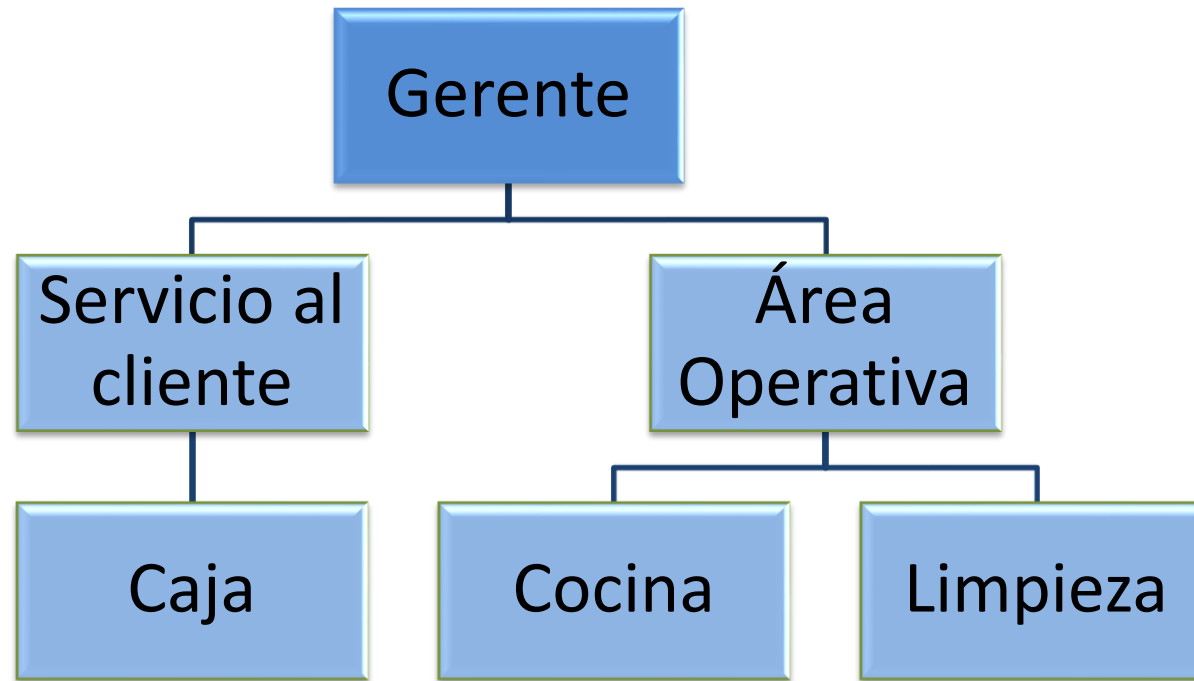 Gerente
Servicio al
cliente
Área
Operativa
Caja
Cocina
Limpieza